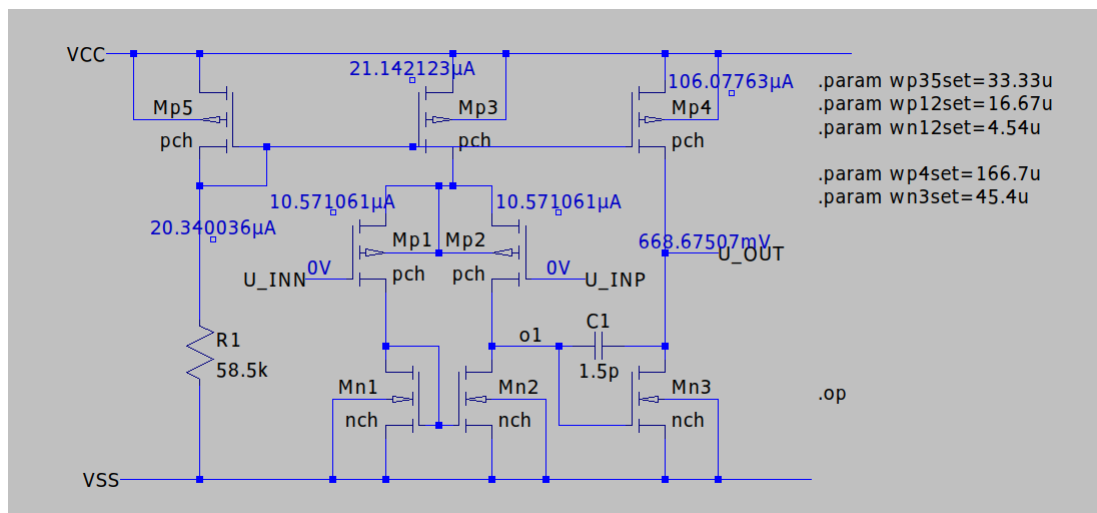 VCC
21.142123µA
106.07763µA
.param wp35set=33.33u
.param wp12set=16.67u
.param wn12set=4.54u
Mp5
Mp3
Mp4
pch
pch
pch
.param wp4set=166.7u
.param wn3set=45.4u
10.571061µA
10.571061µA
20.340036µA
Mp1
Mp2
668.67507mV
U_OUT
U_INN
0V
pch
pch
0V
U_INP
R1
58.5k
o1
C1
1.5p
Mn1
Mn2
Mn3
nch
nch
nch
.op
VSS